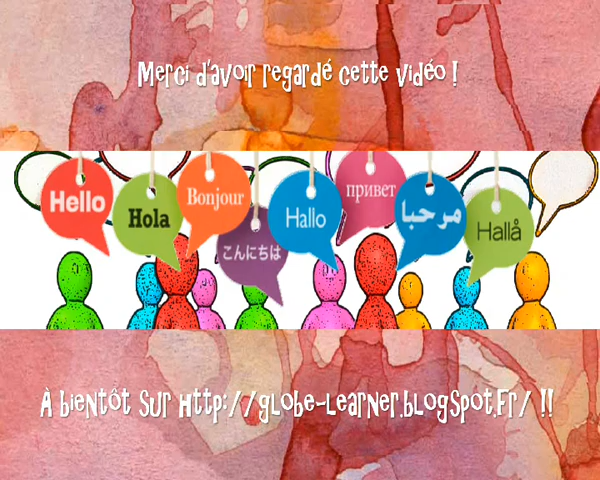 Merci d'avoir regardé cette vidéo !
Hello
Hola
Bonjour
こんにちは
Hallo
привет
مرحبا
Hallå
À bientôt sur http://globe-learner.blogspot.fr/ !!